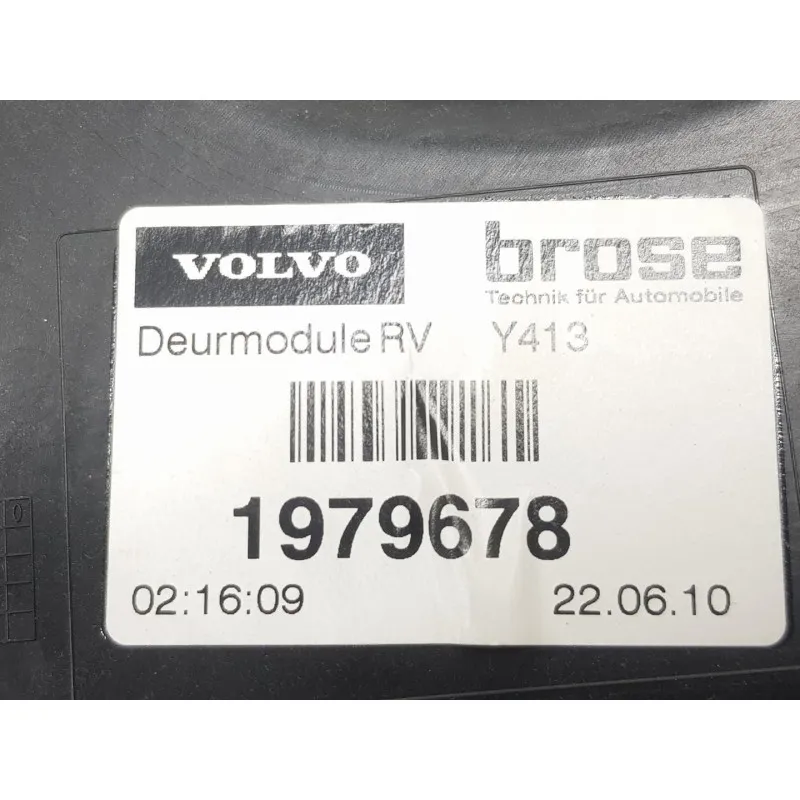 VOLVO
brose
Technik für Automobile
Deurmodule RV Y413
1979678
02:16:09 22.06.10